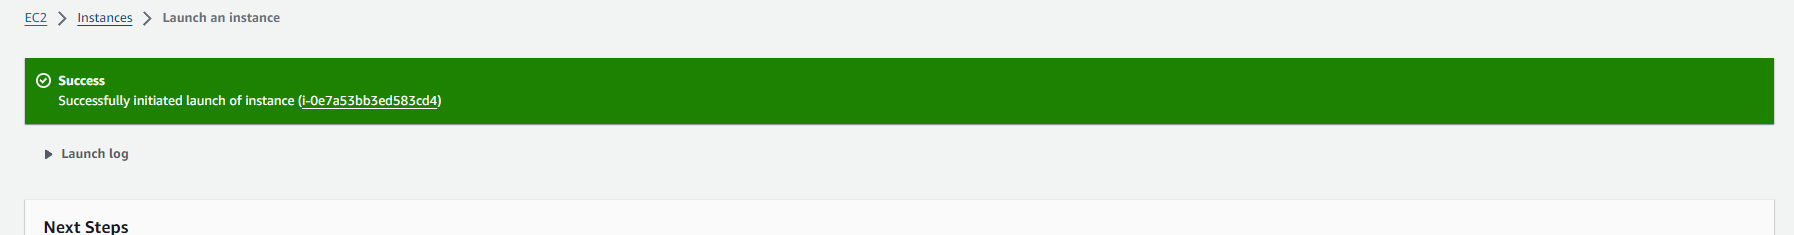 EC2 Instances Launch an instance
Success
Successfully initiated launch of instance (i-0e7a53bb3ed583cd4)
Launch log
Next Steps